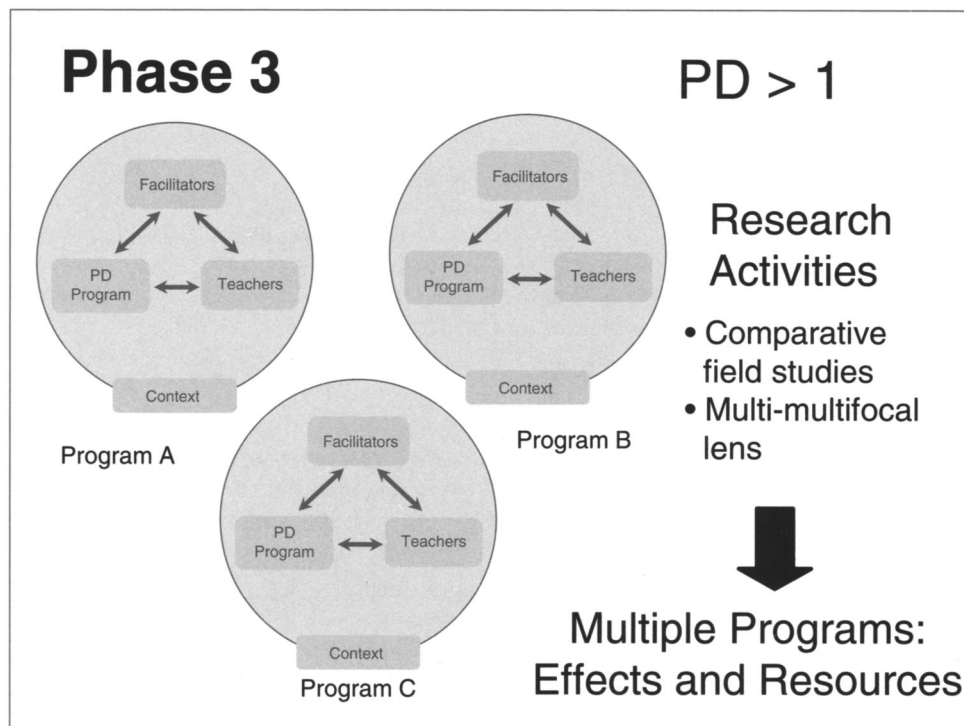 Phase 3
PD > 1
Facilitators
PD
Program
Teachers
Context
Program A
Facilitators
PD
Program
Teachers
Context
Program B
Facilitators
PD
Program
Teachers
Context
Program C
Research
Activities
• Comparative
field studies
• Multi-multifocal
lens
Multiple Programs:
Effects and Resources